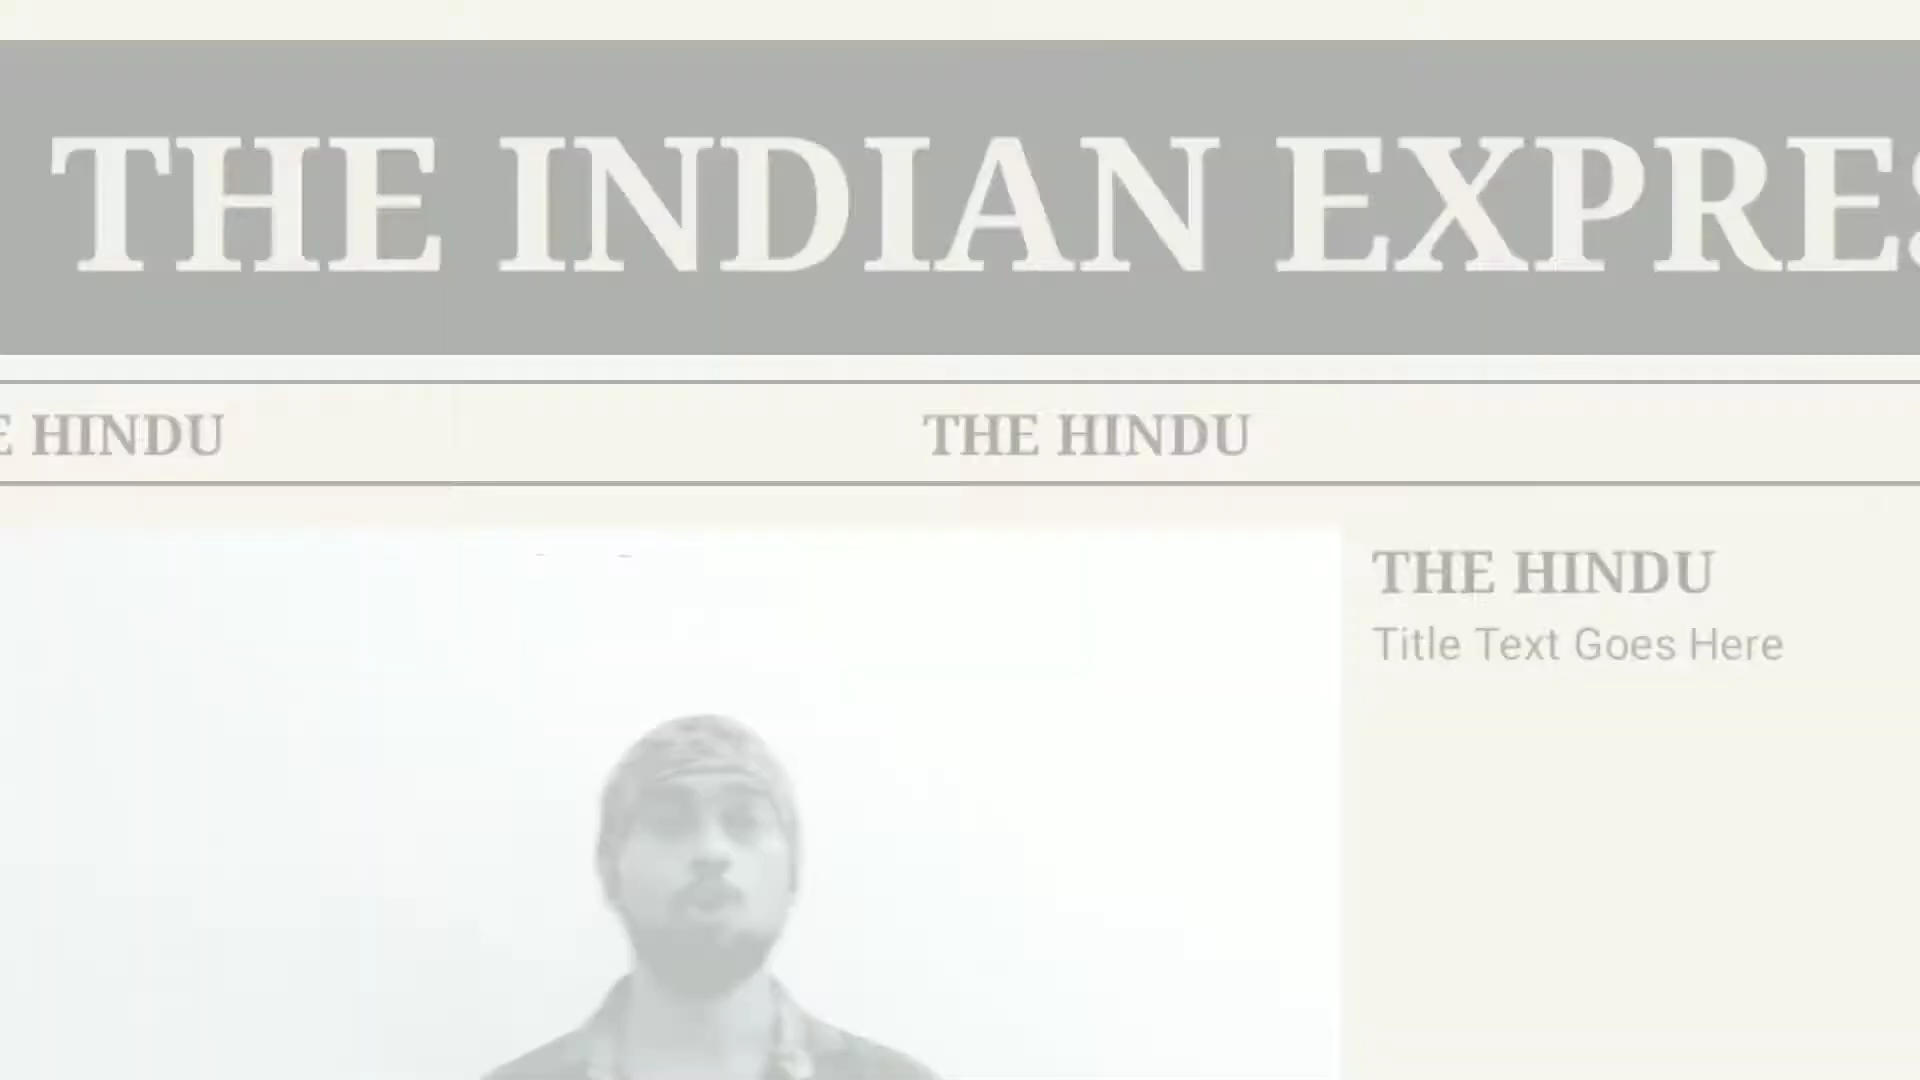 THE INDIAN EXPRES
E HINDU THE HINDU
THE HINDU
Title Text Goes Here